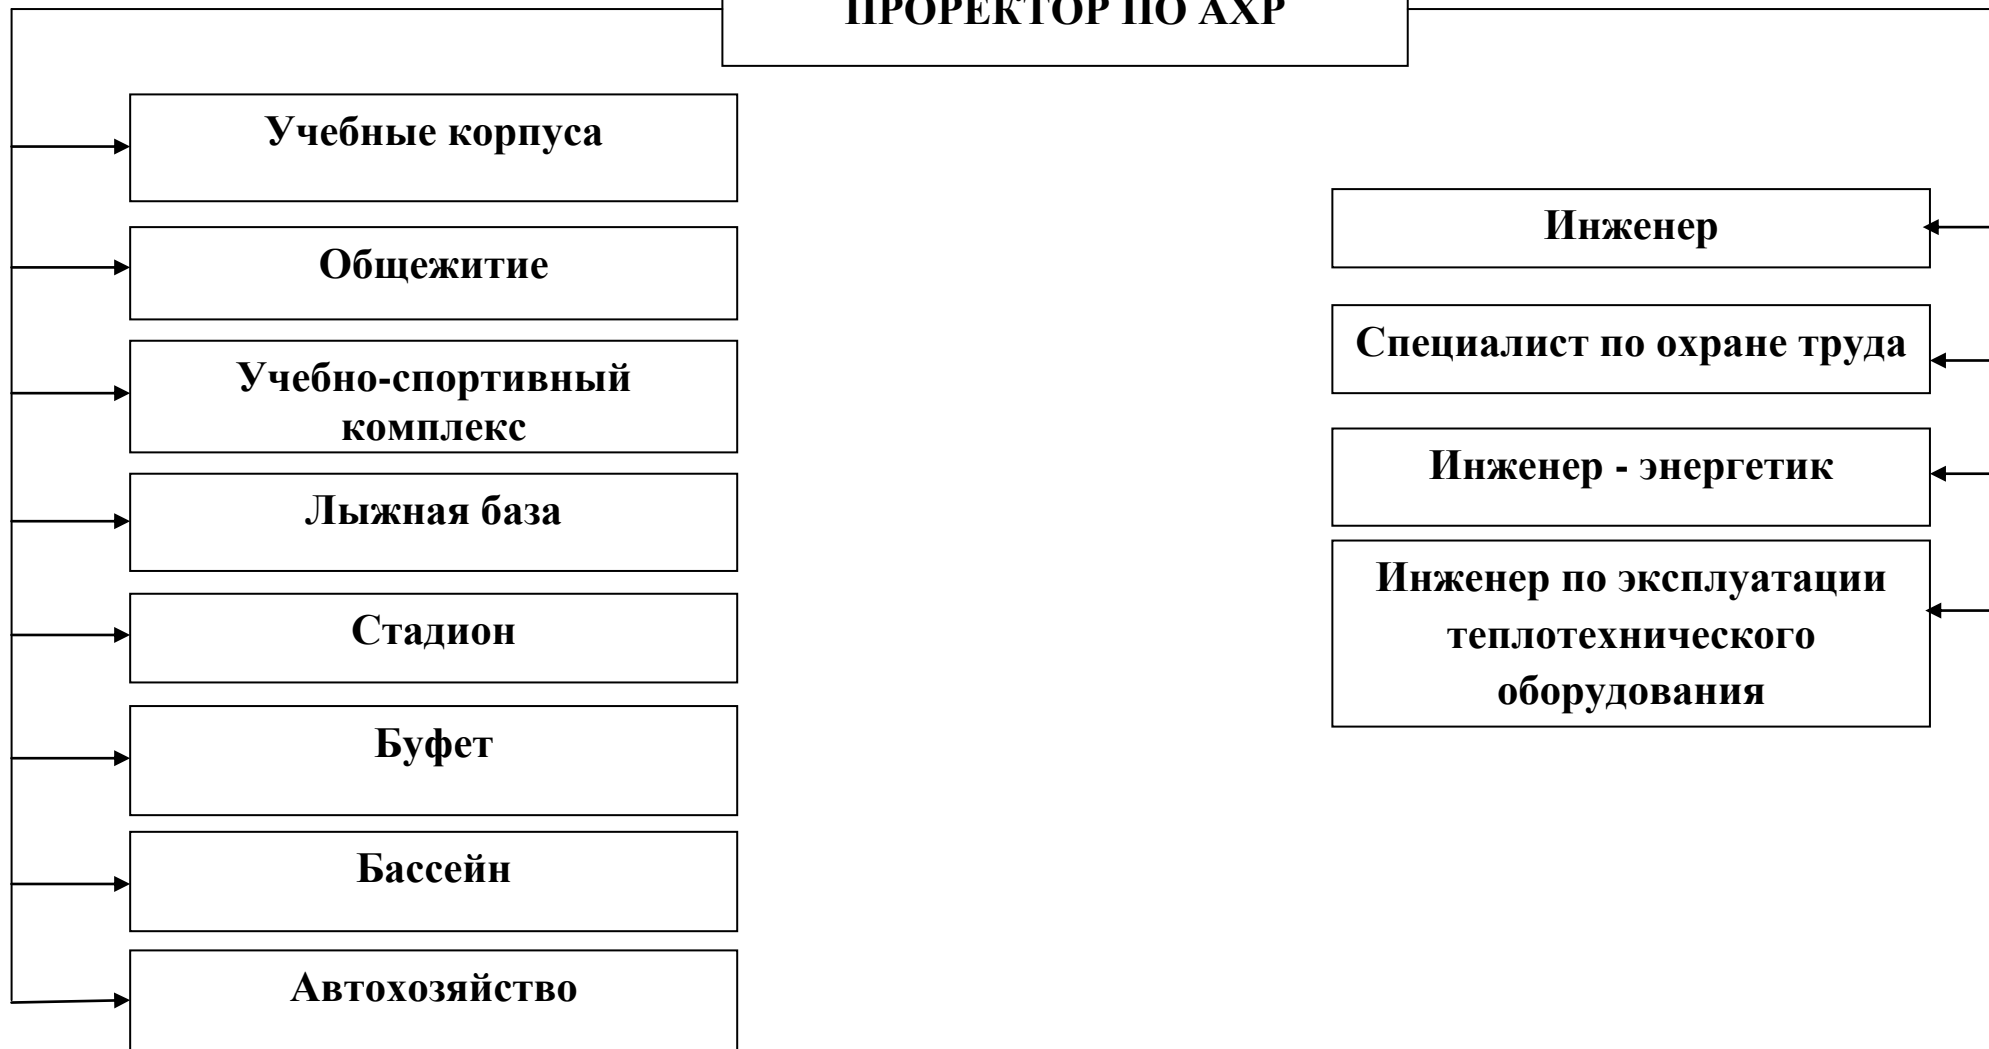 ПРОРЕКТОР ПО АХР
Учебные корпуса
Общежитие
Учебно-спортивный
комплекс
Лыжная база
Стадион
Буфет
Бассейн
Автохозяйство
Инженер
Специалист по охране труда
Инженер - энергетик
Инженер по эксплуатации
теплотехнического
оборудования